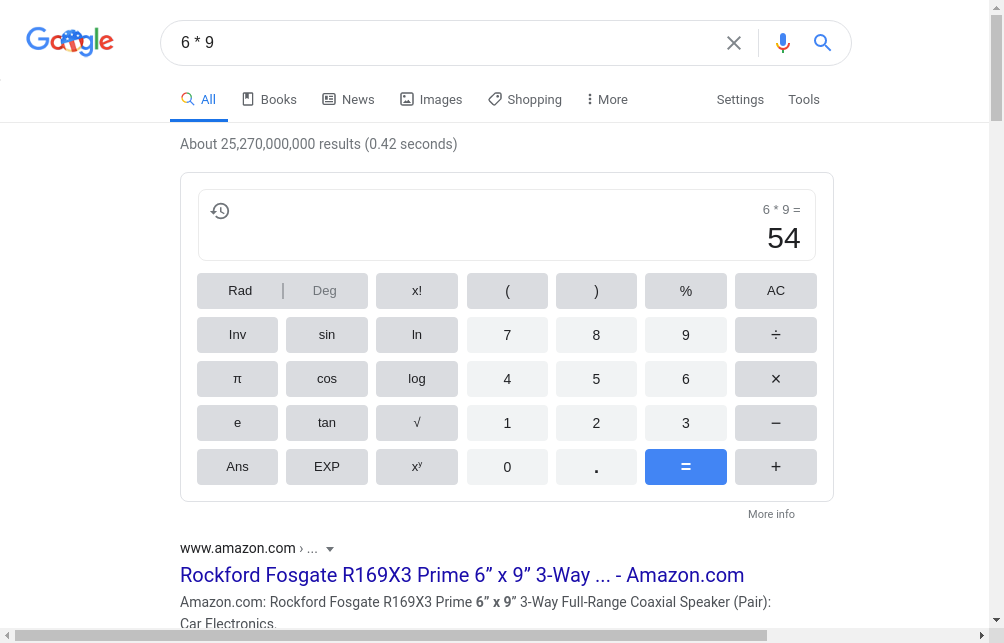 Google
6 * 9
All Books News Images Shopping More Settings Tools
About 25,270,000,000 results (0.42 seconds)
6 * 9 =
54
Rad | Deg x! ( ) % AC
Inv sin ln 7 8 9 ÷
π cos log 4 5 6 ×
e tan √ 1 2 3 −
Ans EXP xʸ 0 . = +
More info
www.amazon.com › ...
Rockford Fosgate R169X3 Prime 6” x 9” 3-Way ... - Amazon.com
Amazon.com: Rockford Fosgate R169X3 Prime 6” x 9” 3-Way Full-Range Coaxial Speaker (Pair):
Car Electronics.